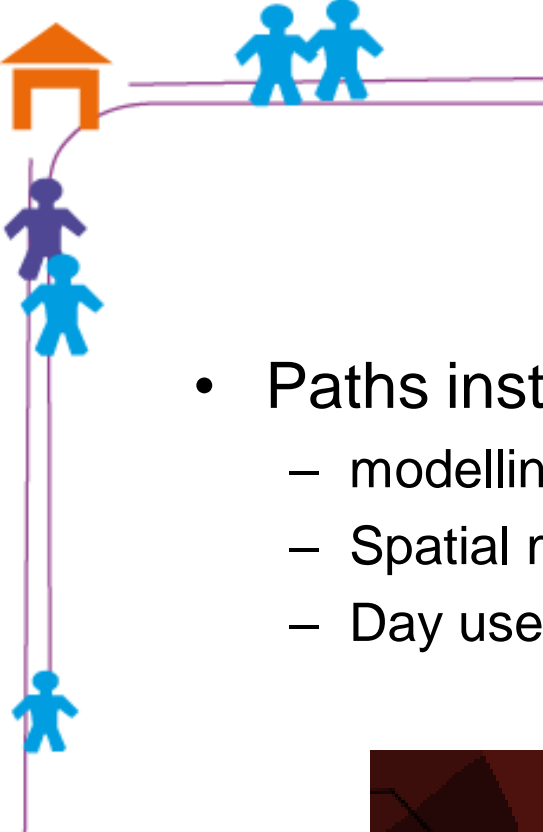 • Paths inst
– modellin
– Spatial r
– Day use